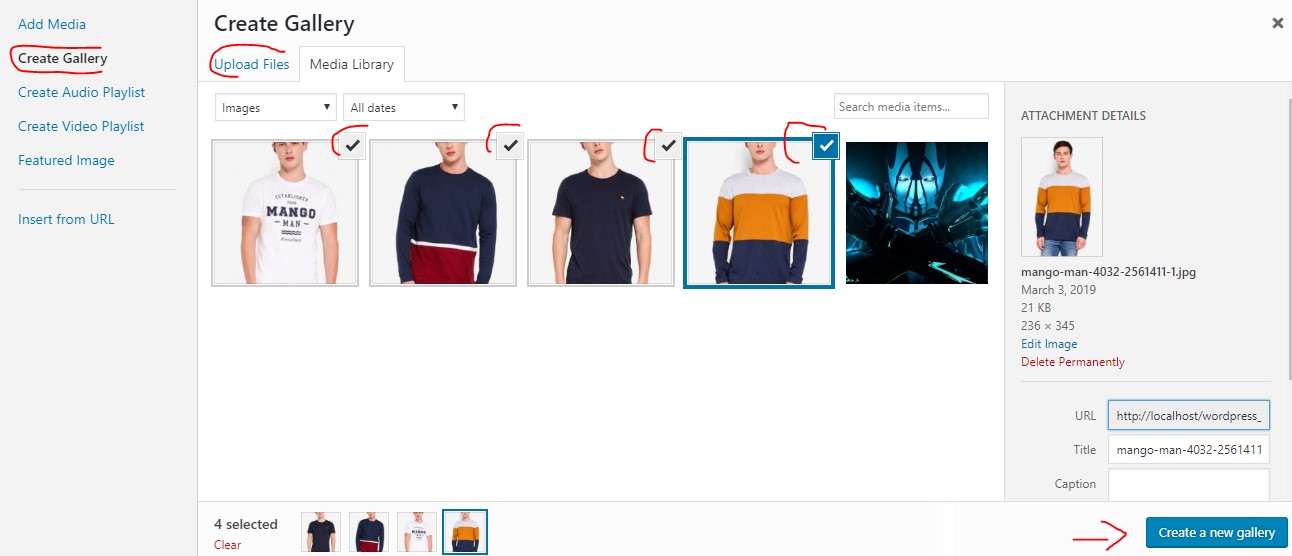 Add Media
Create Gallery
Create Audio Playlist
Create Video Playlist
Featured Image
Insert from URL
Create Gallery
Upload Files
Media Library
Images
All dates
Search media items...
ESTABLISHED
MANGO
MAN
ATTACHMENT DETAILS
mango-man-4032-2561411-1.jpg
March 3, 2019
21 KB
236 × 345
Edit Image
Delete Permanently
URL
http://localhost/wordpress_
Title
mango-man-4032-2561411
Caption
4 selected
Clear
MANGO
Create a new gallery